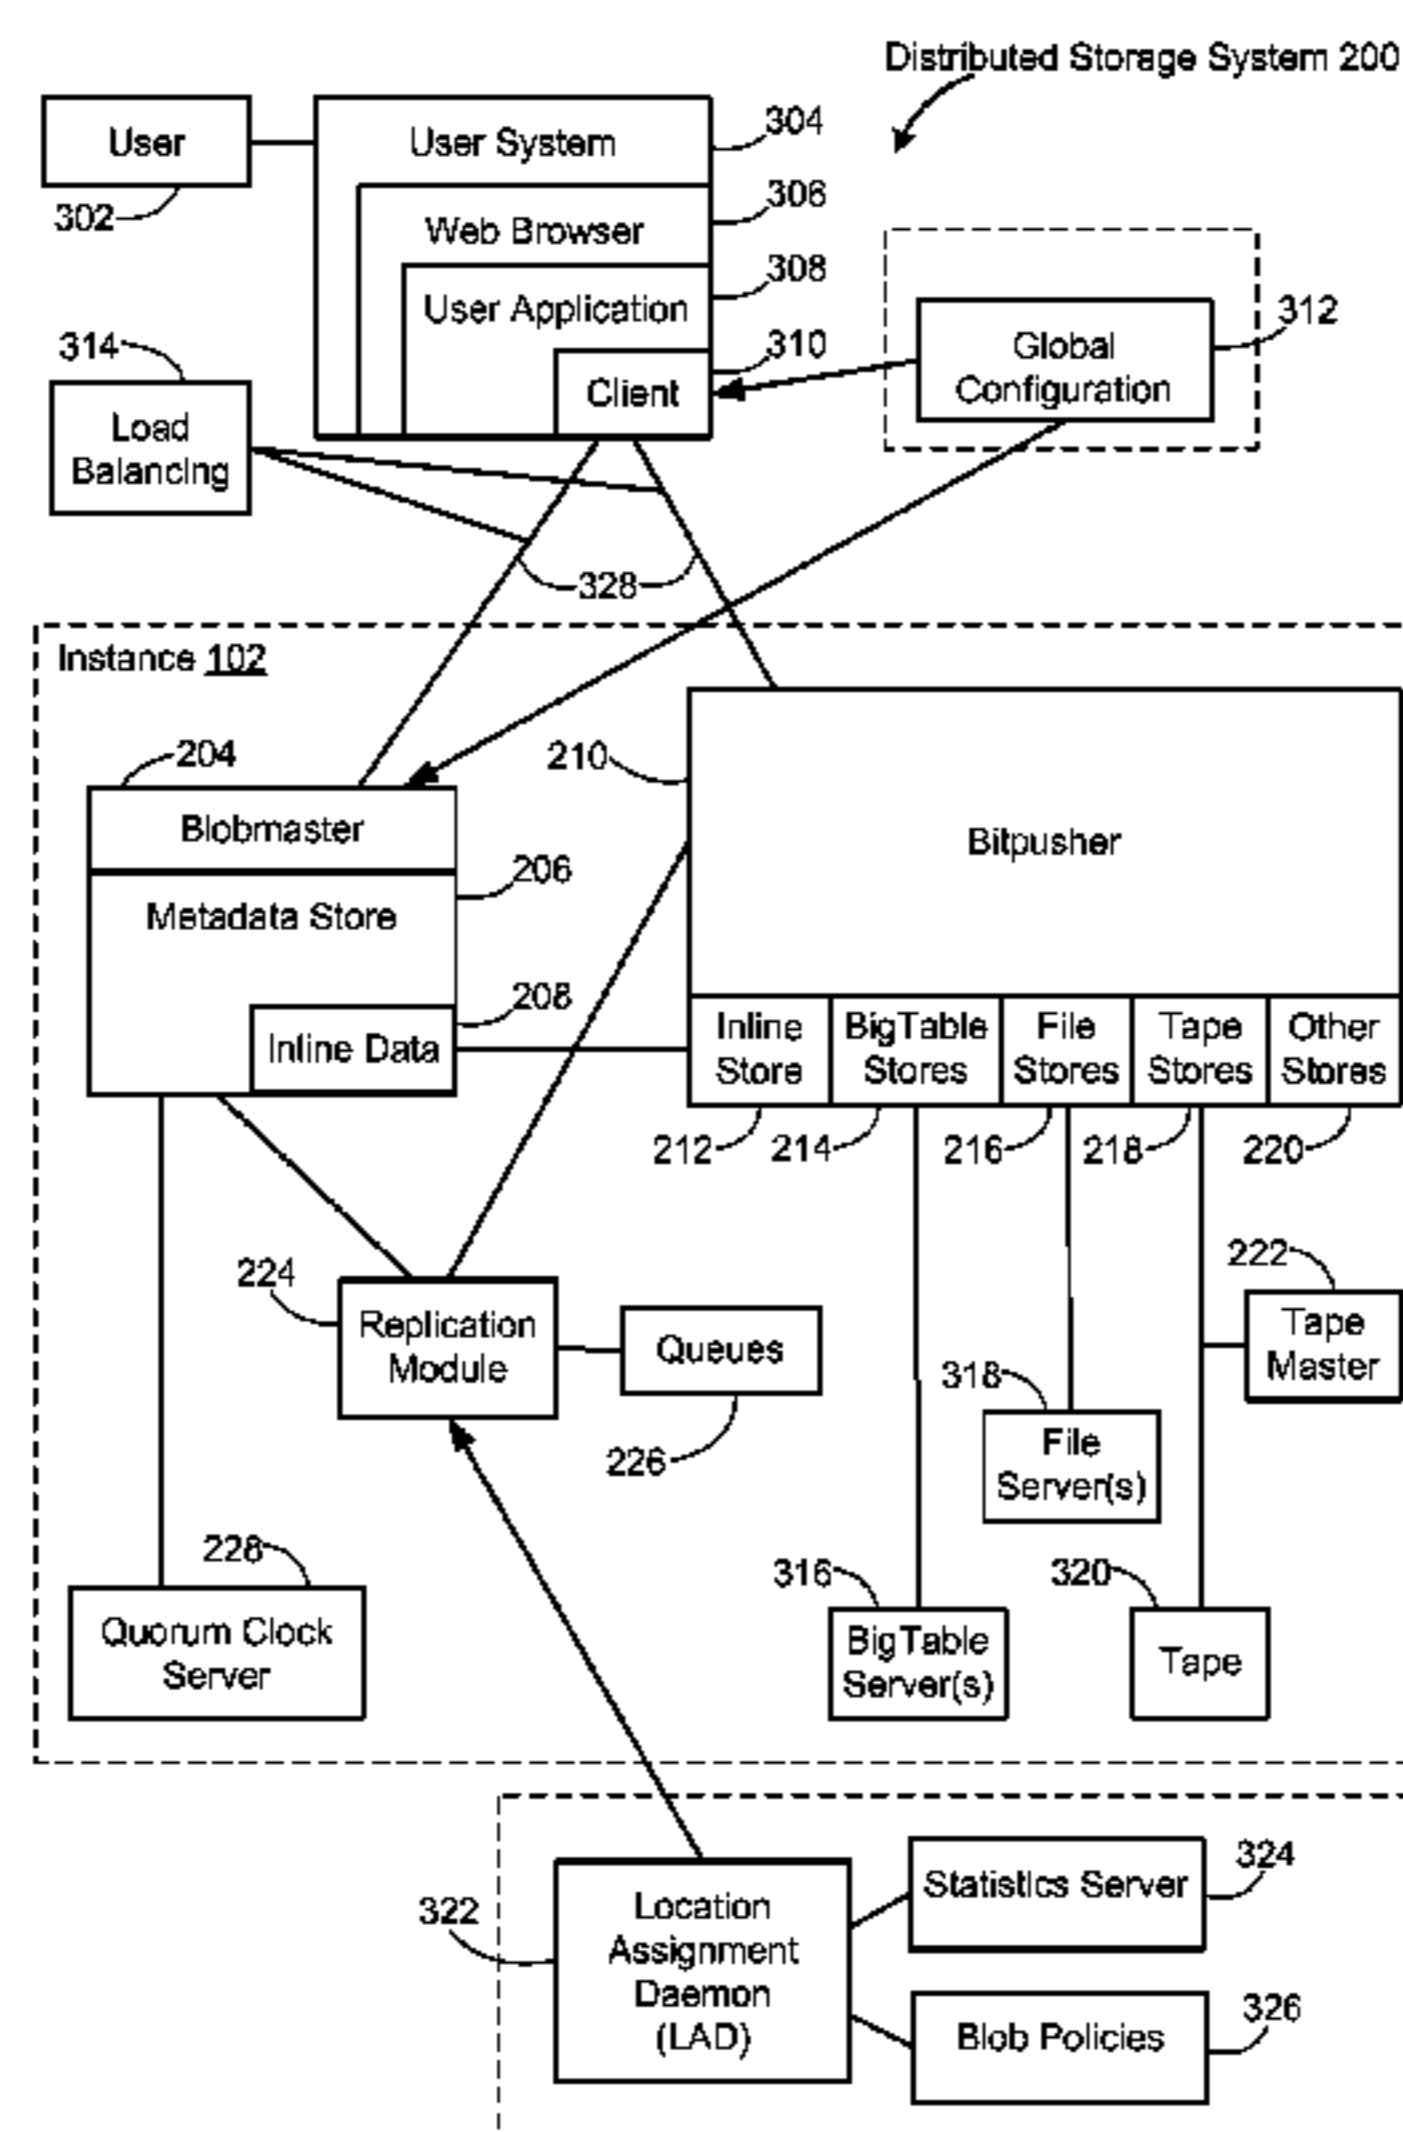 Distributed Storage System 200
User
302
User System
304
Web Browser
306
User Application
308
Client
310
Global
Configuration
312
314
Load
Balancing
328
Instance 102
204
Blobmaster
206
Metadata Store
208
Inline Data
210
Bitpusher
Inline
Store
BigTable
Stores
File
Stores
Tape
Stores
Other
Stores
212
214
216
218
220
222
Tape
Master
224
Replication
Module
Queues
226
318
File
Server(s)
228
Quorum Clock
Server
316
BigTable
Server(s)
320
Tape
322
Location
Assignment
Daemon
(LAD)
Statistics Server
324
Blob Policies
326